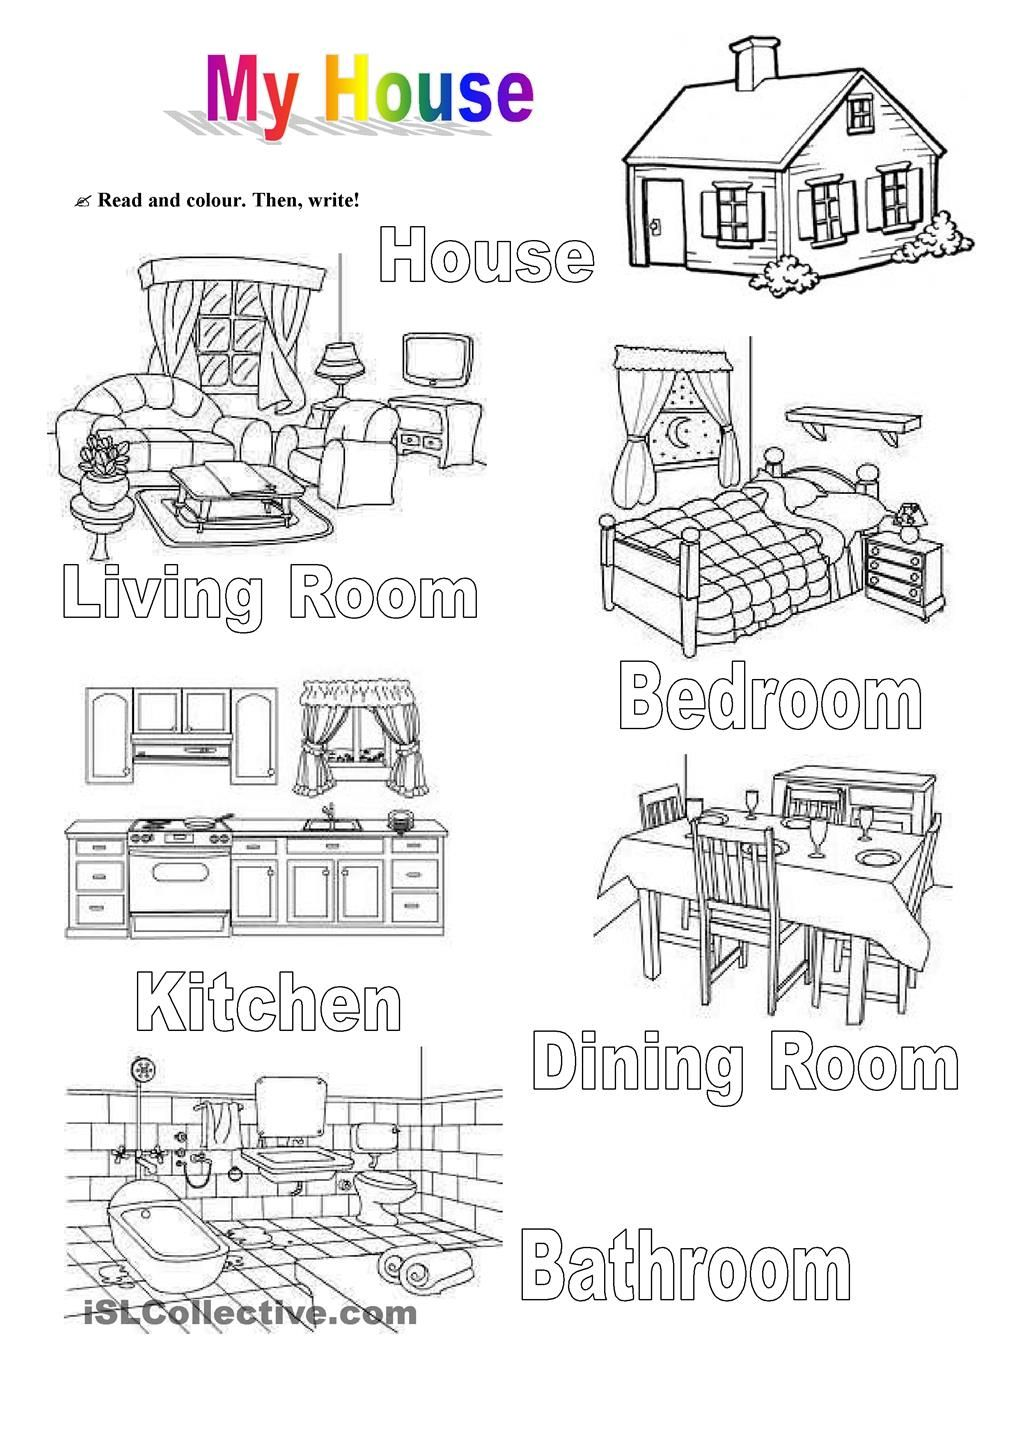 My House
Read and colour. Then, write!
House
Living Room
Bedroom
Kitchen
Dining Room
Bathroom
iSLCollective.com